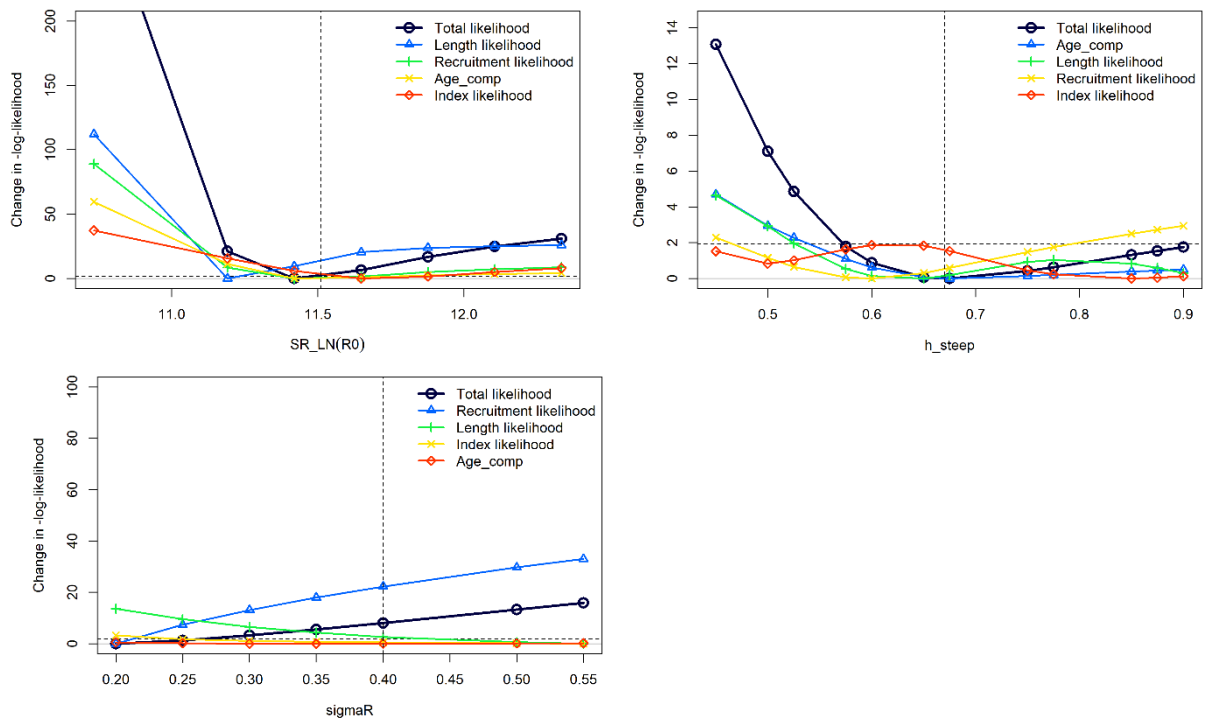 200
150
100
50
0
Change in -log-likelihood
Total likelihood
Length likelihood
Recruitment likelihood
Age_comp
Index likelihood
11.0
11.5
12.0
SR_LN(R0)
14
12
10
8
6
4
2
0
Change in -log-likelihood
Total likelihood
Age_comp
Length likelihood
Recruitment likelihood
Index likelihood
0.5
0.6
0.7
0.8
0.9
h_steep
100
80
60
40
20
0
Change in -log-likelihood
Total likelihood
Recruitment likelihood
Length likelihood
Index likelihood
Age_comp
0.20
0.25
0.30
0.35
0.40
0.45
0.50
0.55
sigmaR